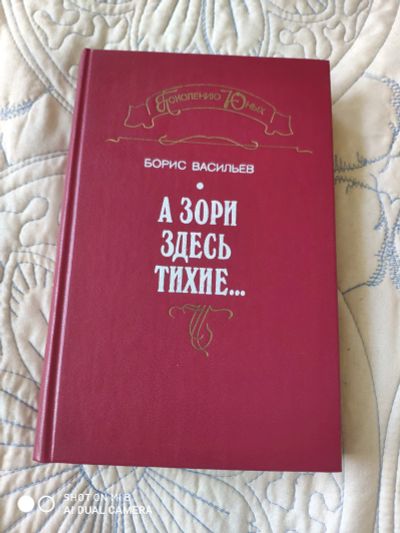 Поколению Юных
БОРИС ВАСИЛЬЕВ
А ЗОРИ
ЗДЕСЬ
ТИХИЕ...
SHOT ON MI 8
AI DUAL CAMERA